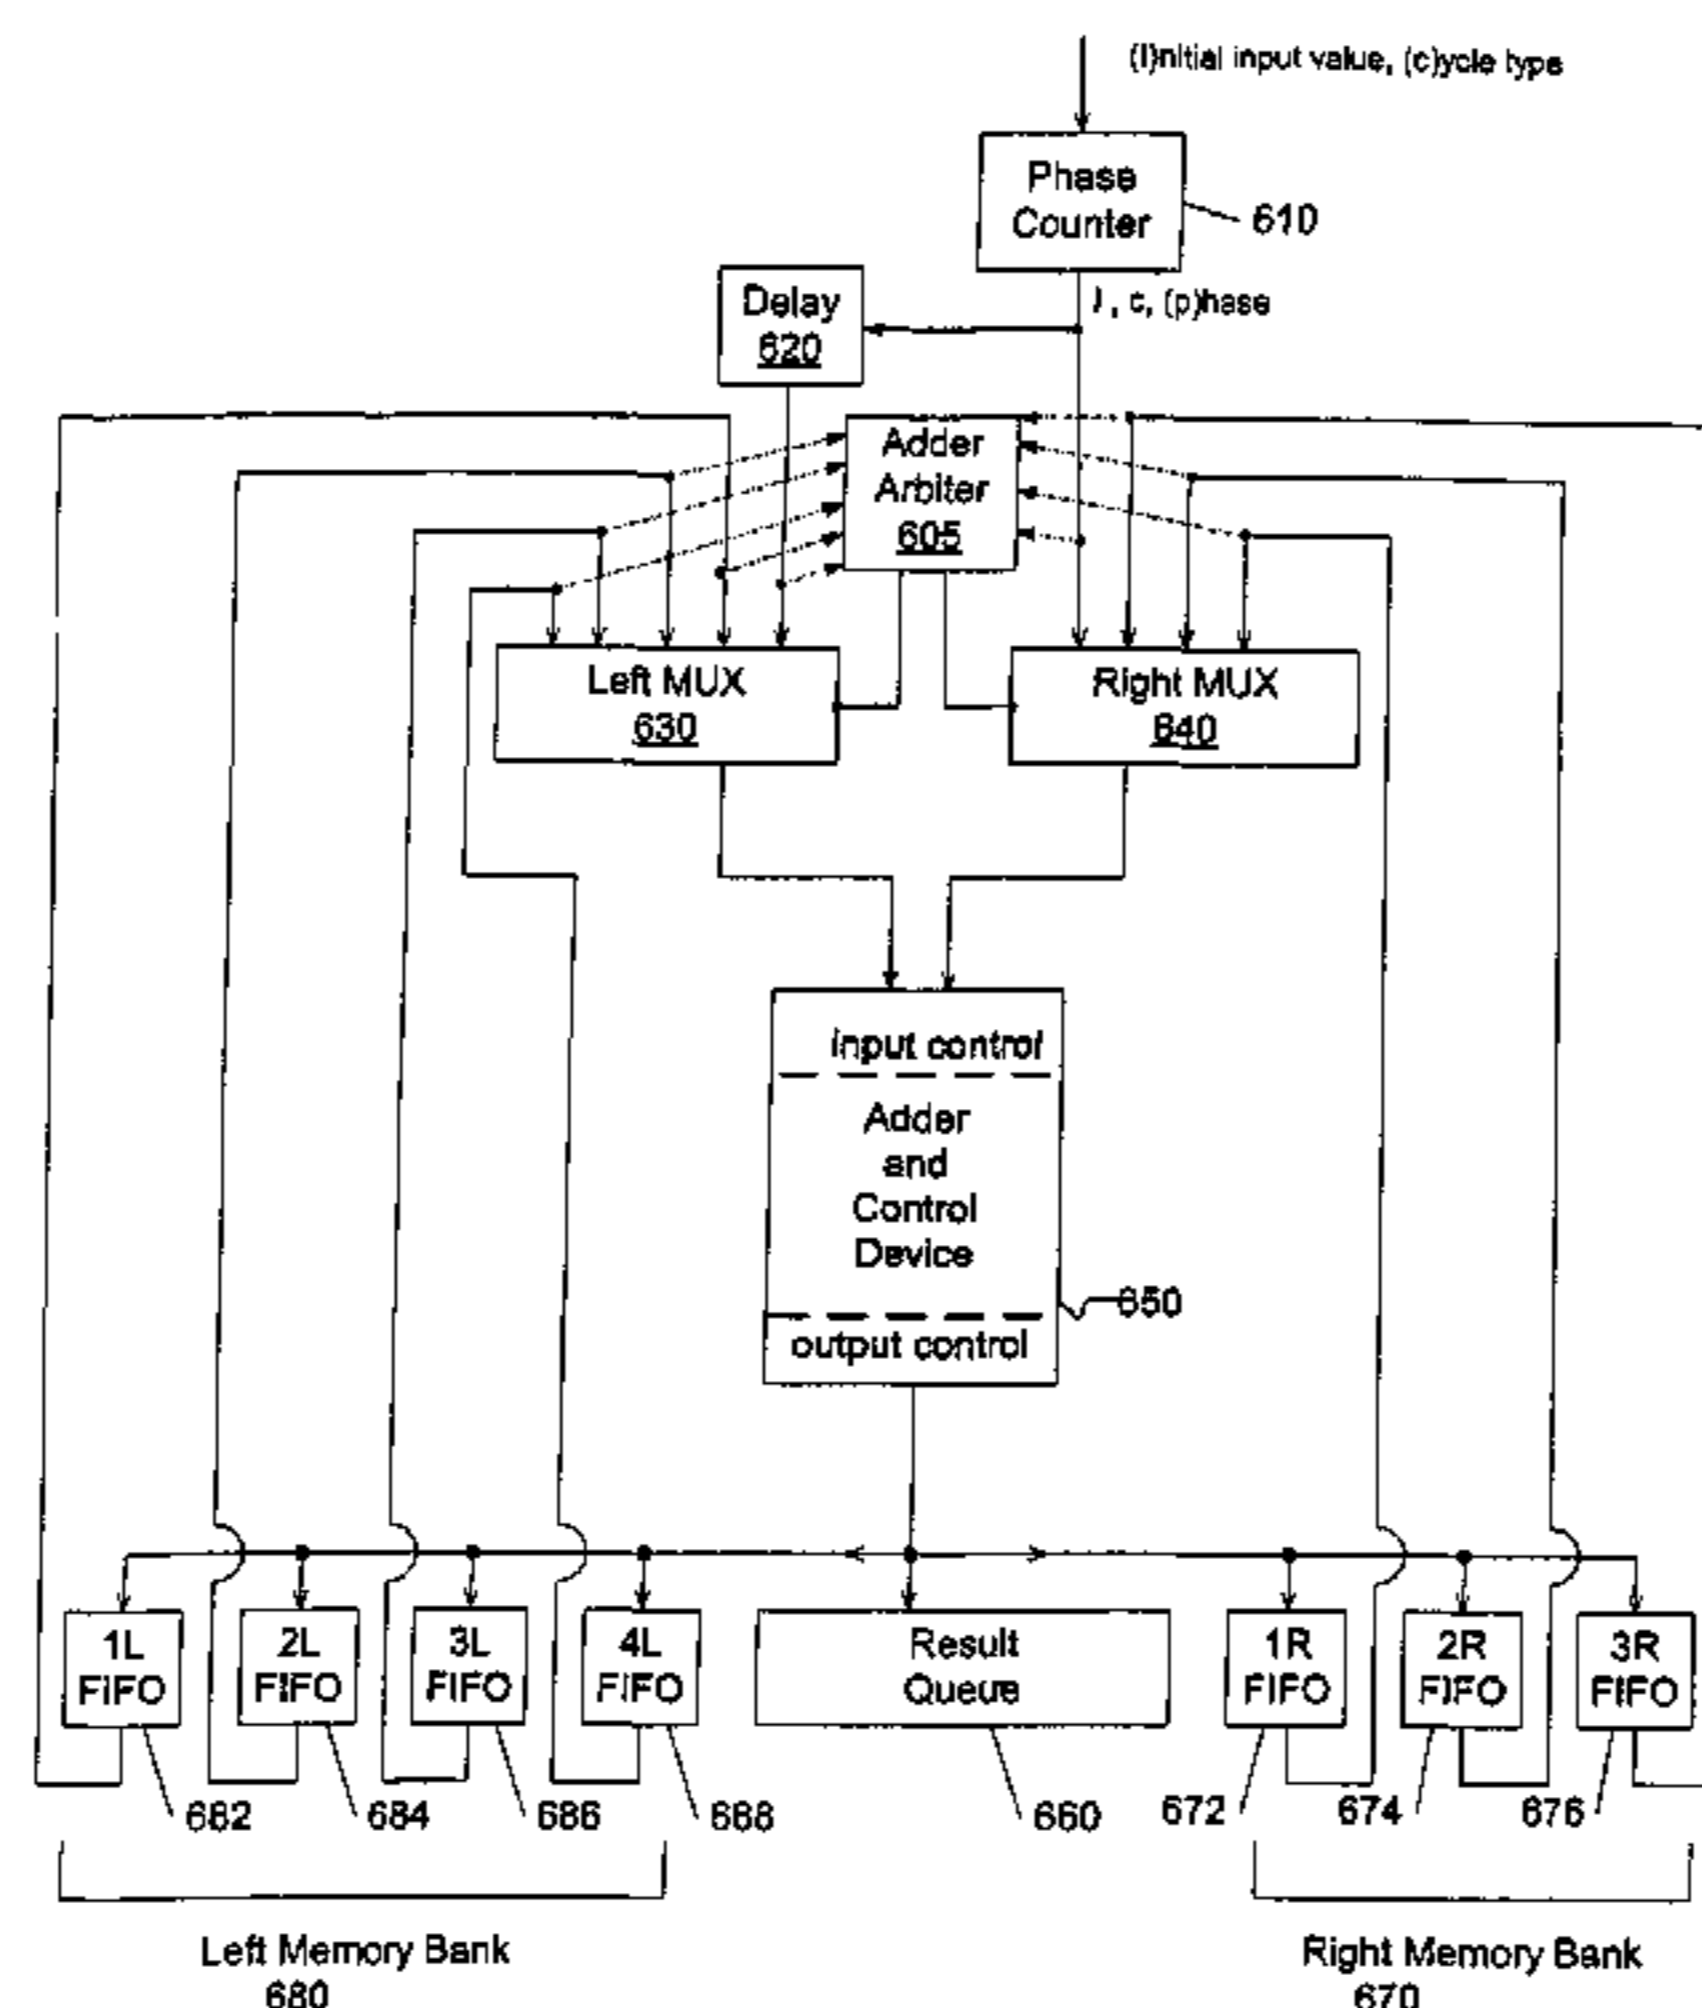 (I)nitial input value, (c)ycle type
Phase
Counter
610
I, c, (p)hase
Delay
620
Adder
Arbiter
605
Left MUX
630
Right MUX
640
input control
Adder
and
Control
Device
650
output control
1L
FIFO
2L
FIFO
3L
FIFO
4L
FIFO
Result
Queue
1R
FIFO
2R
FIFO
3R
FIFO
682
684
686
688
660
672
674
676
Left Memory Bank
680
Right Memory Bank
670